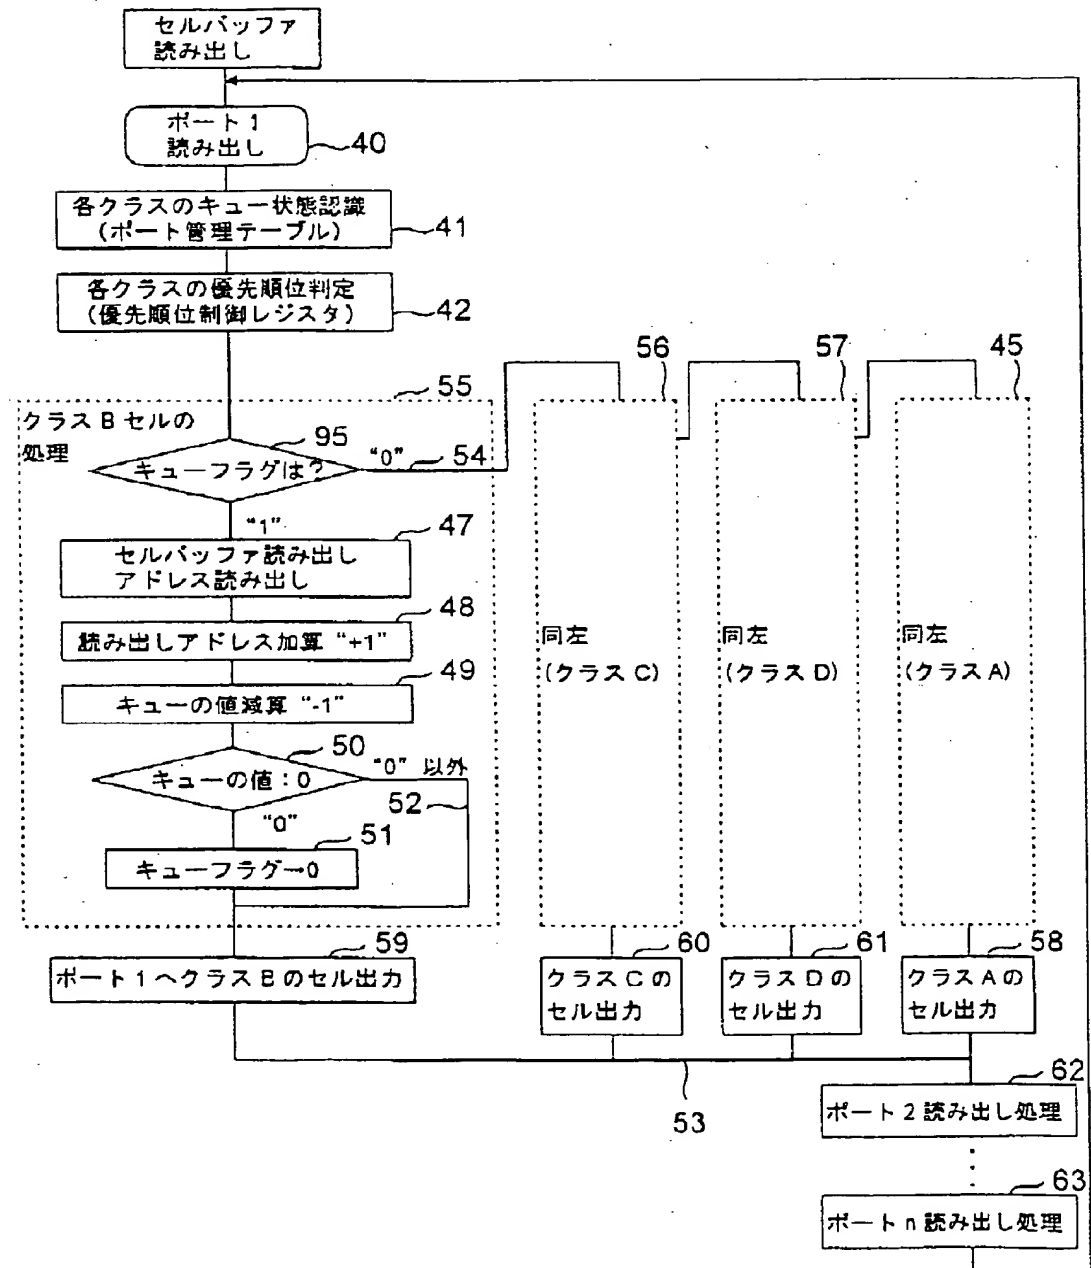 セルバッファ
読み出し
ポート1
読み出し
40
各クラスのキュー状態認識
(ポート管理テーブル)
41
各クラスの優先順位判定
(優先順位制御レジスタ)
42
55
クラスBセルの
処理
95
キューフラグは?
“0”
54
“1”
47
セルバッファ読み出し
アドレス読み出し
48
読み出しアドレス加算 “+1”
49
キューの値減算 “-1”
50
キューの値:0
“0” 以外
52
“0”
51
キューフラグ→0
56
同左
(クラスC)
57
同左
(クラスD)
45
同左
(クラスA)
59
ポート1へクラスBのセル出力
60
クラスCの
セル出力
61
クラスDの
セル出力
58
クラスAの
セル出力
53
62
ポート2読み出し処理
63
ポートn読み出し処理